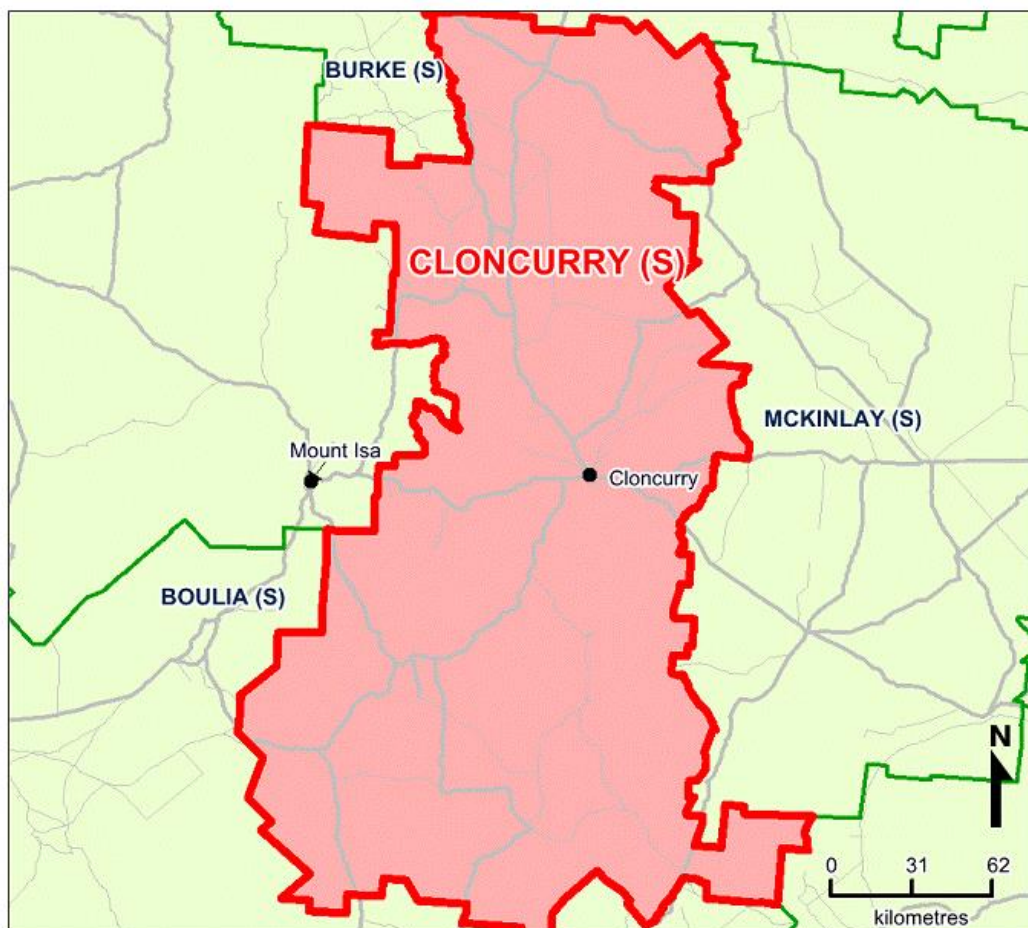 BURKE (S)
CLONCURRY (S)
MCKINLAY (S)
Mount Isa
Cloncurry
BOULIA (S)
N
0 31 62
kilometres